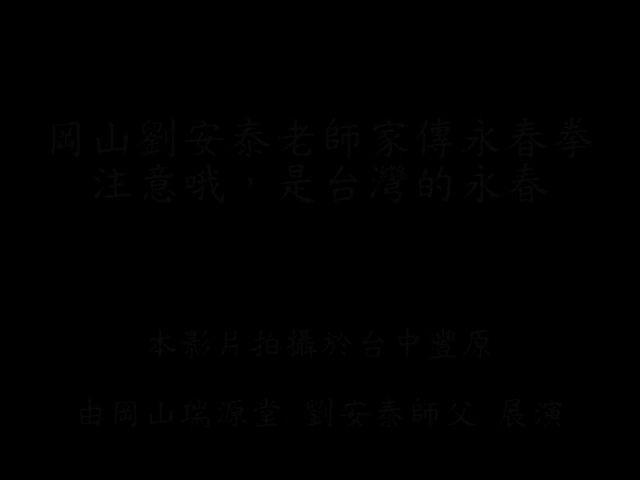 岡山劉安泰老師家傳永春拳
注意哦，是台灣的永春
本影片拍攝於台中豐原
由岡山瑞源堂 劉安泰師父 展演